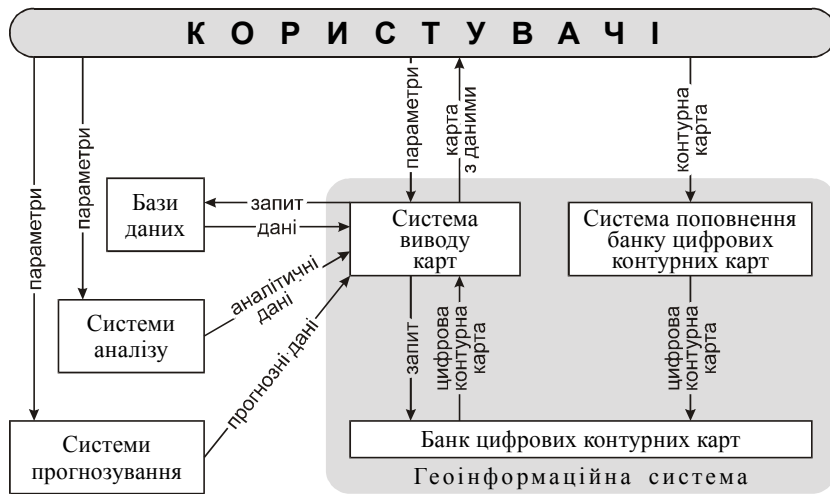 КОРИСТУВАЧІ
параметри
параметри
параметри
карта
з даними
контурна
карта
Бази
даних
запит
дані
Система
виводу
карт
Система поповнення
банку цифрових
контурних карт
аналітичні
дані
Системи
аналізу
прогнозні дані
запит
цифрова
контурна
карта
цифрова
контурна
карта
Системи
прогнозування
Банк цифрових контурних карт
Геоінформаційна система